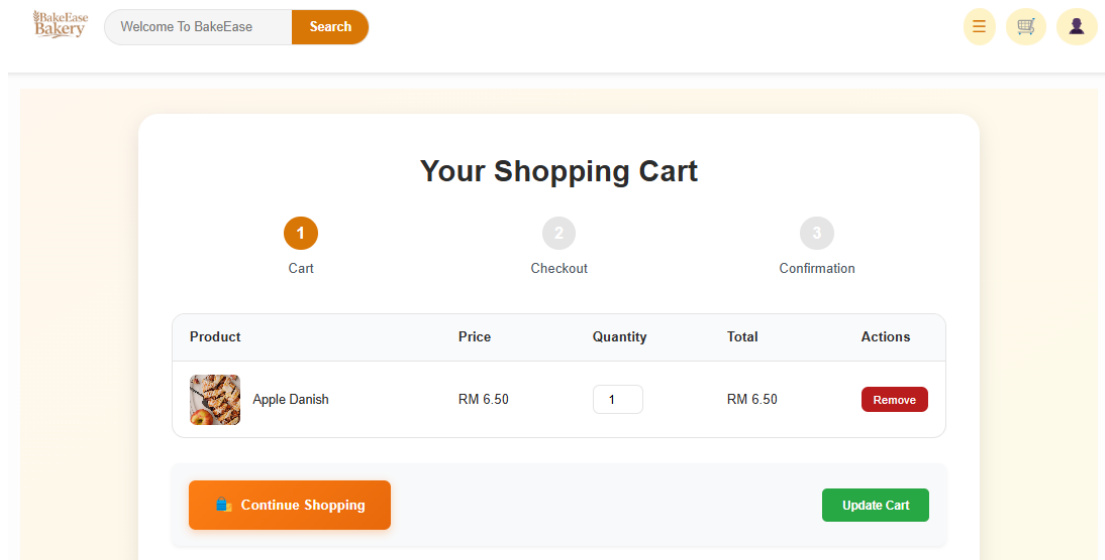 BakeEase
Bakery
Welcome To BakeEase
Search
Your Shopping Cart
1
2
3
Cart
Checkout
Confirmation
Product Price Quantity Total Actions
Apple Danish RM 6.50 1 RM 6.50 Remove
Continue Shopping
Update Cart